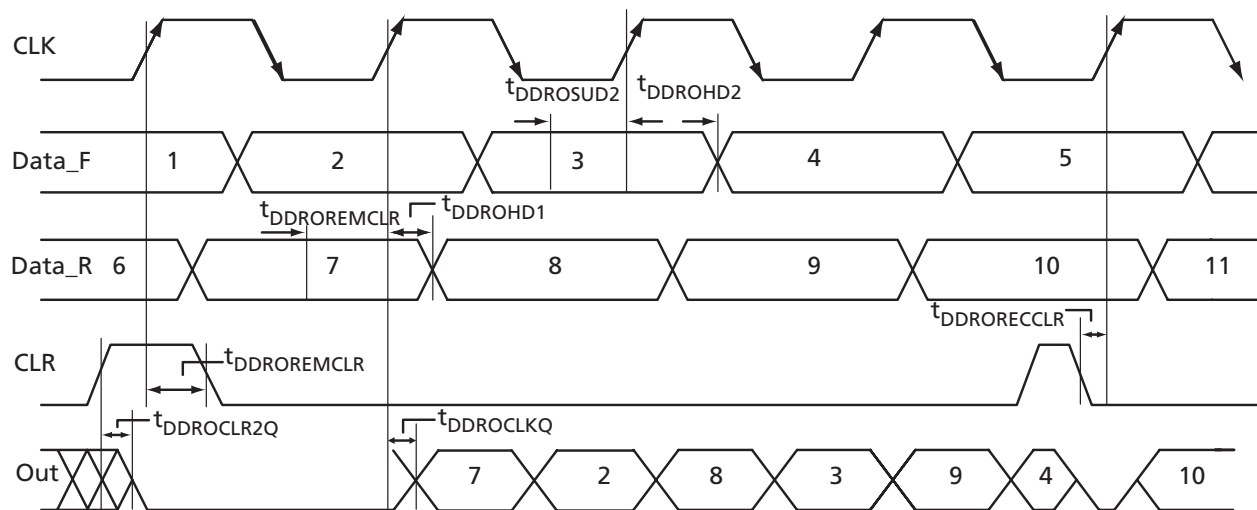 CLK
tDDROSUD2 tDDROHD2
Data_F 1 2 3 4 5
tDDROREMCLR tDDROHD1
Data_R 6 7 8 9 10 11
tDDRORECCLR
CLR
tDDROREMCLR
tDDROCLR2Q tDDROCLKQ
Out 7 2 8 3 9 4 10